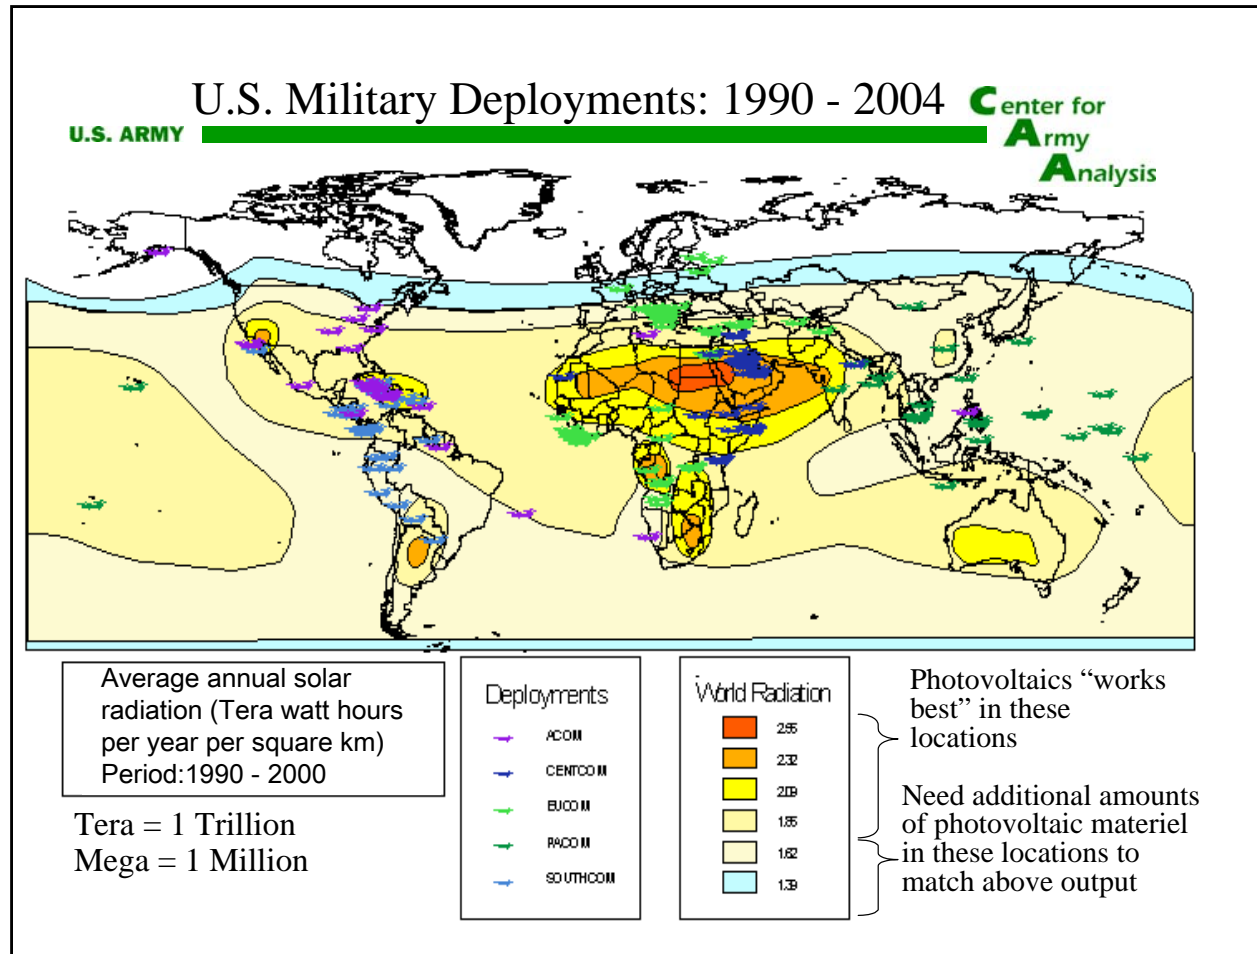 U.S. Military Deployments: 1990 - 2004
U.S. ARMY
Center for
Army
Analysis
Average annual solar
radiation (Tera watt hours
per year per square km)
Period:1990 - 2000
Tera = 1 Trillion
Mega = 1 Million
Deployments
ACOM
CENTCOM
EUCOM
PACOM
SOUTHCOM
World Radiation
2.55
2.32
2.09
1.85
1.62
1.39
Photovoltaics “works
best” in these
locations
Need additional amounts
of photovoltaic materiel
in these locations to
match above output